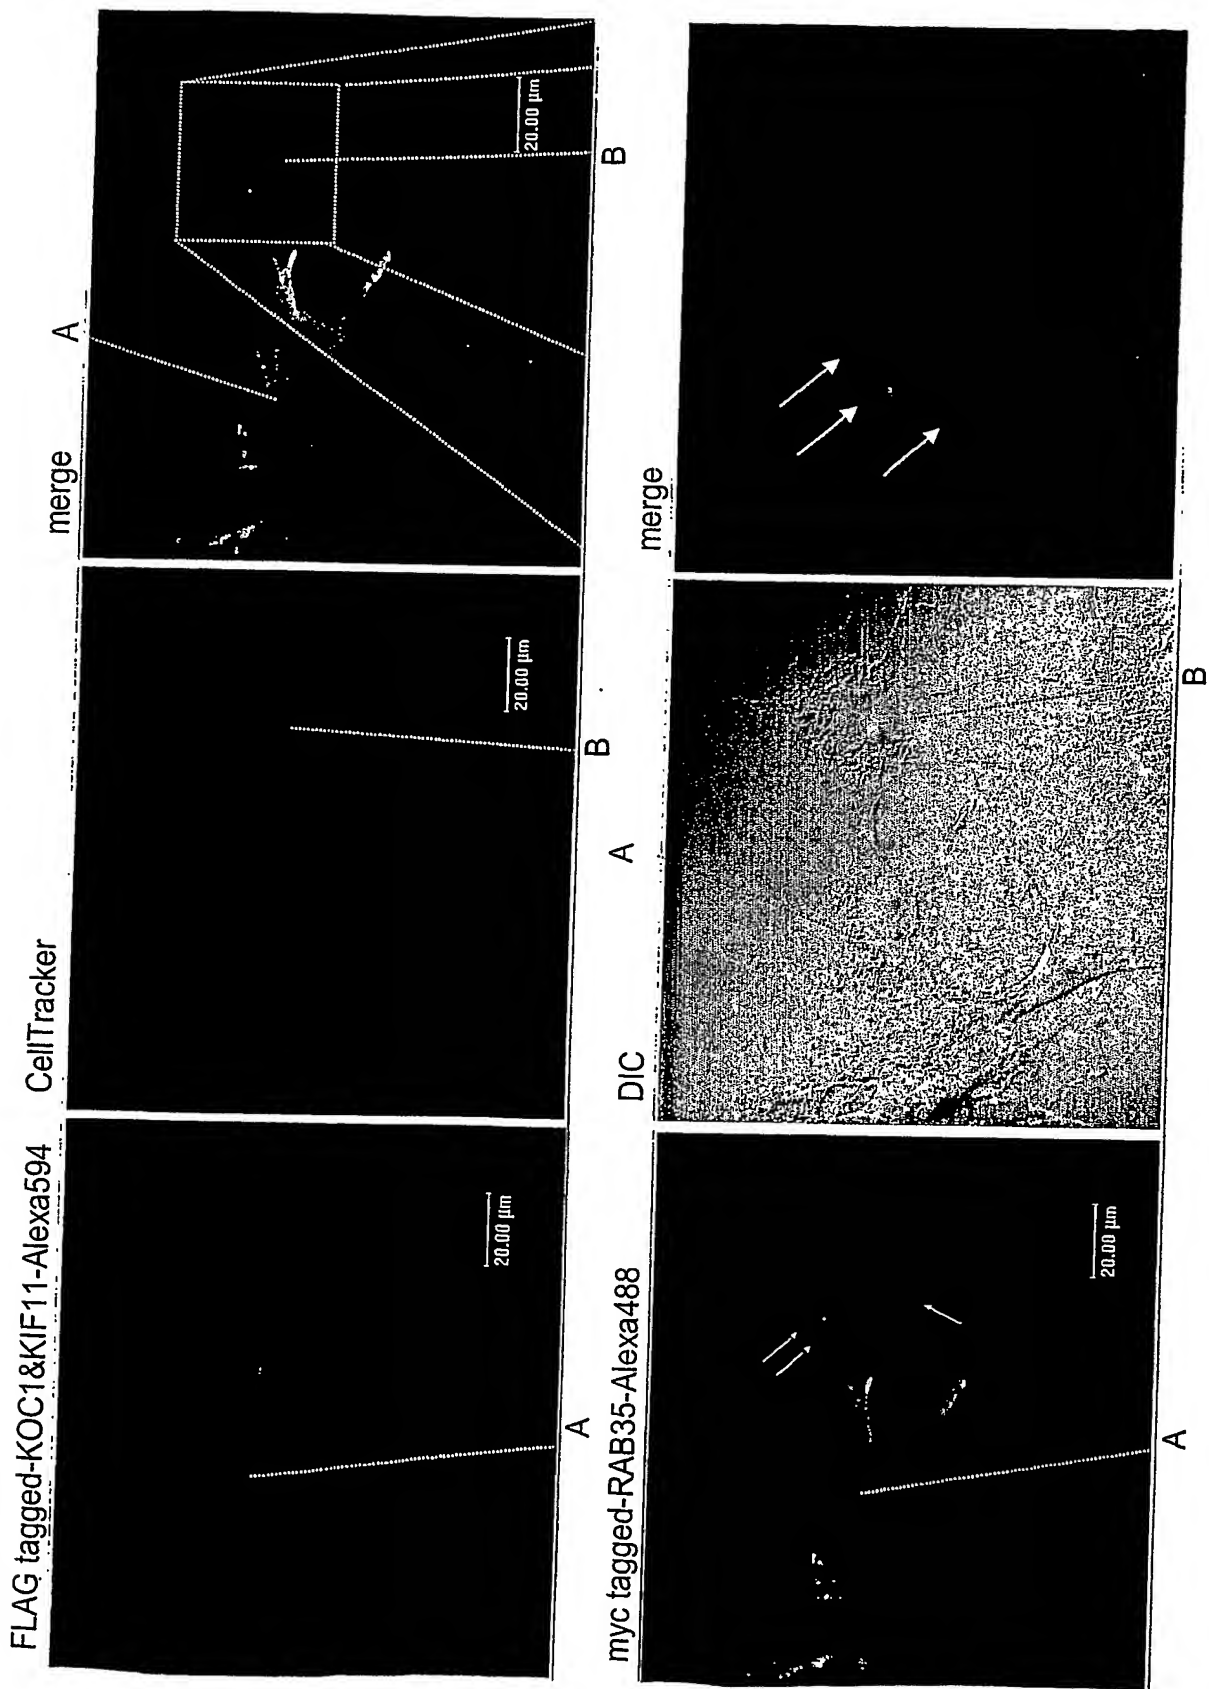 FLAG tagged-KOC1&KIF11-Alexa594
CellTracker
merge
A
20.00 µm
A
20.00 µm
B
20.00 µm
B
myc tagged-RAB35-Alexa488
DIC
A
merge
20.00 µm
A
B